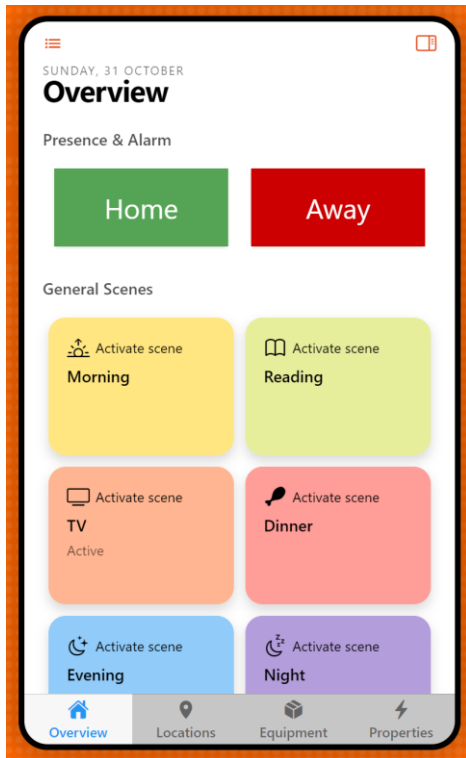 SUNDAY, 31 OCTOBER
Overview
Presence & Alarm
Home
Away
General Scenes
Activate scene
Morning
Activate scene
Reading
Activate scene
TV
Active
Activate scene
Dinner
Activate scene
Evening
zz Activate scene
Night
Overview
Locations
Equipment
Properties